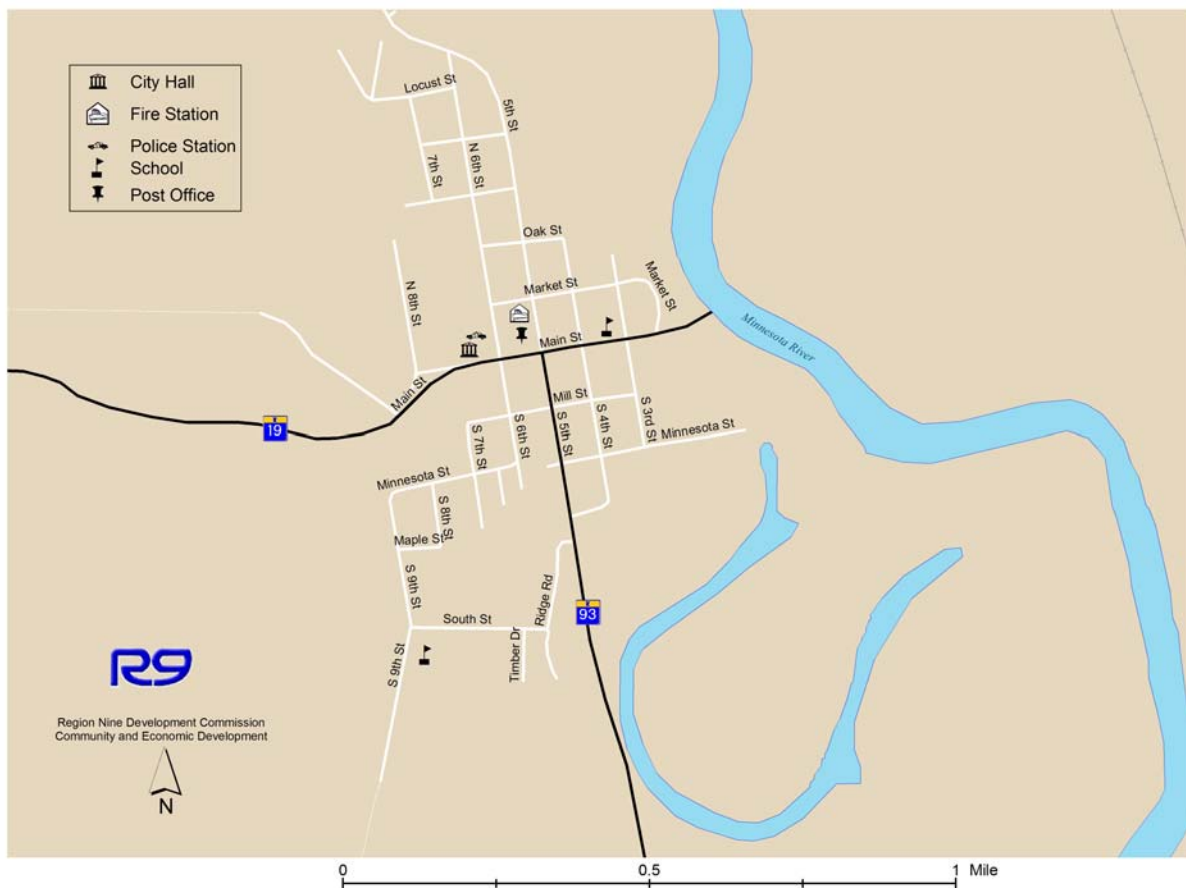 City Hall
Fire Station
Police Station
School
Post Office
Locust St
5th St
7th St
N 6th St
Oak St
N 8th St
Market St
Market St
Main St
Minnesota River
Main St
19
Mill St
S 3rd St
S 4th St
S 5th St
S 6th St
S 7th St
Minnesota St
Minnesota St
S 8th St
Maple St
S 9th St
South St
Ridge Rd
Timber Dr
S 9th St
93
R9
Region Nine Development Commission
Community and Economic Development
N
0 0.5 1 Mile